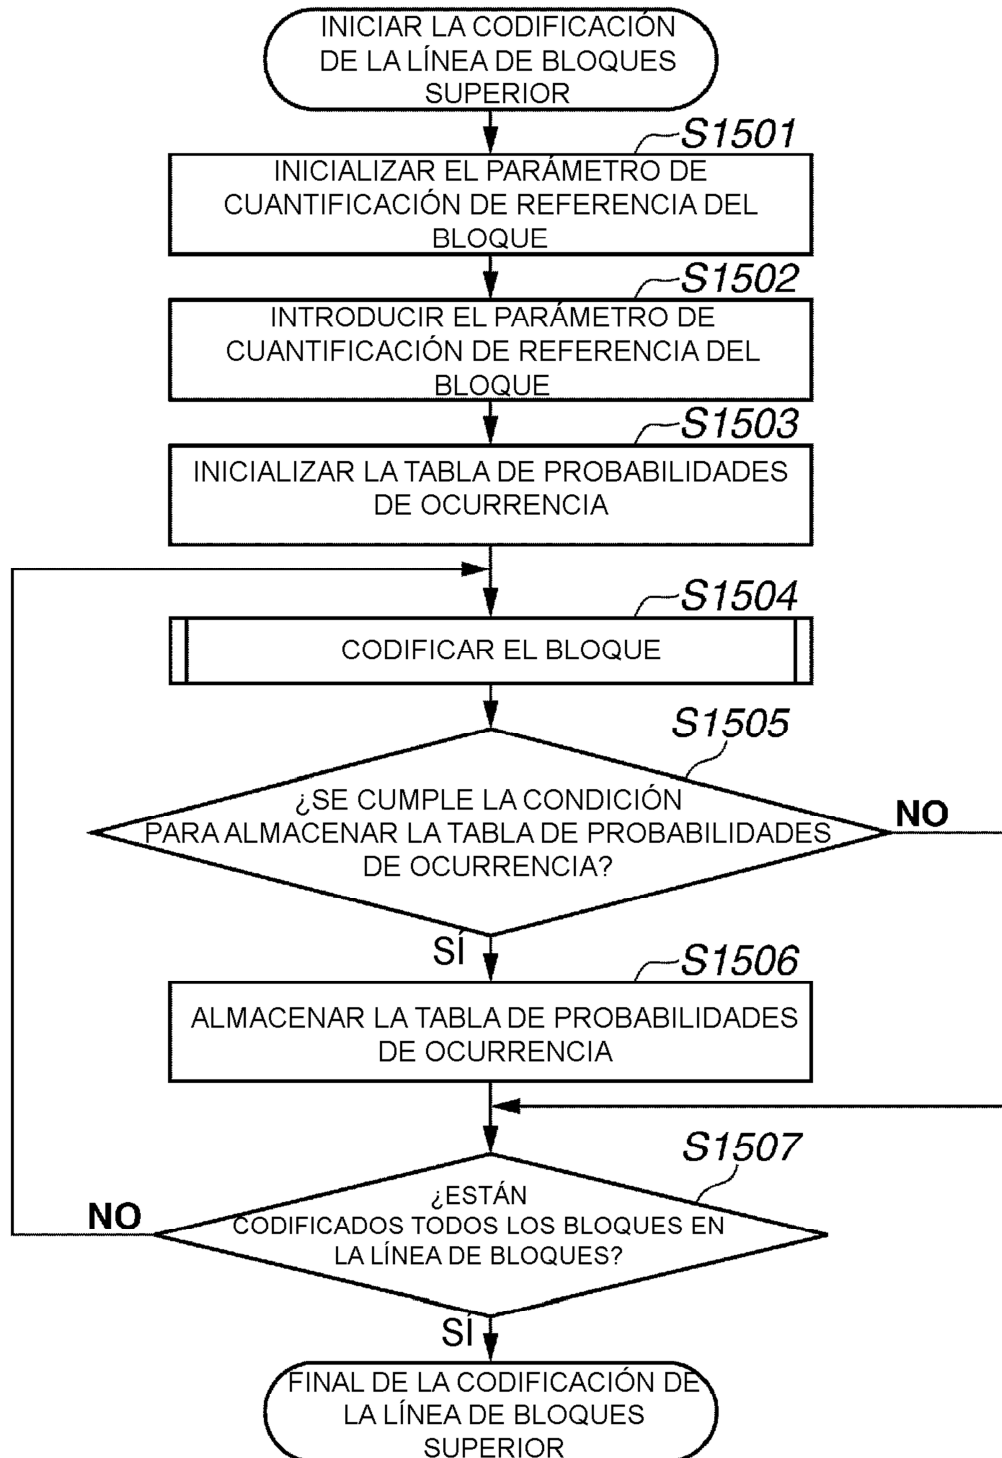 INICIAR LA CODIFICACIÓN
DE LA LÍNEA DE BLOQUES
SUPERIOR
S1501
INICIALIZAR EL PARÁMETRO DE
CUANTIFICACIÓN DE REFERENCIA DEL
BLOQUE
S1502
INTRODUCIR EL PARÁMETRO DE
CUANTIFICACIÓN DE REFERENCIA DEL
BLOQUE
S1503
INICIALIZAR LA TABLA DE PROBABILIDADES
DE OCURRENCIA
S1504
CODIFICAR EL BLOQUE
S1505
¿SE CUMPLE LA CONDICIÓN
PARA ALMACENAR LA TABLA DE PROBABILIDADES
DE OCURRENCIA?
NO
SÍ
S1506
ALMACENAR LA TABLA DE PROBABILIDADES
DE OCURRENCIA
S1507
¿ESTÁN
CODIFICADOS TODOS LOS BLOQUES EN
LA LÍNEA DE BLOQUES?
NO
SÍ
FINAL DE LA CODIFICACIÓN DE
LA LÍNEA DE BLOQUES
SUPERIOR